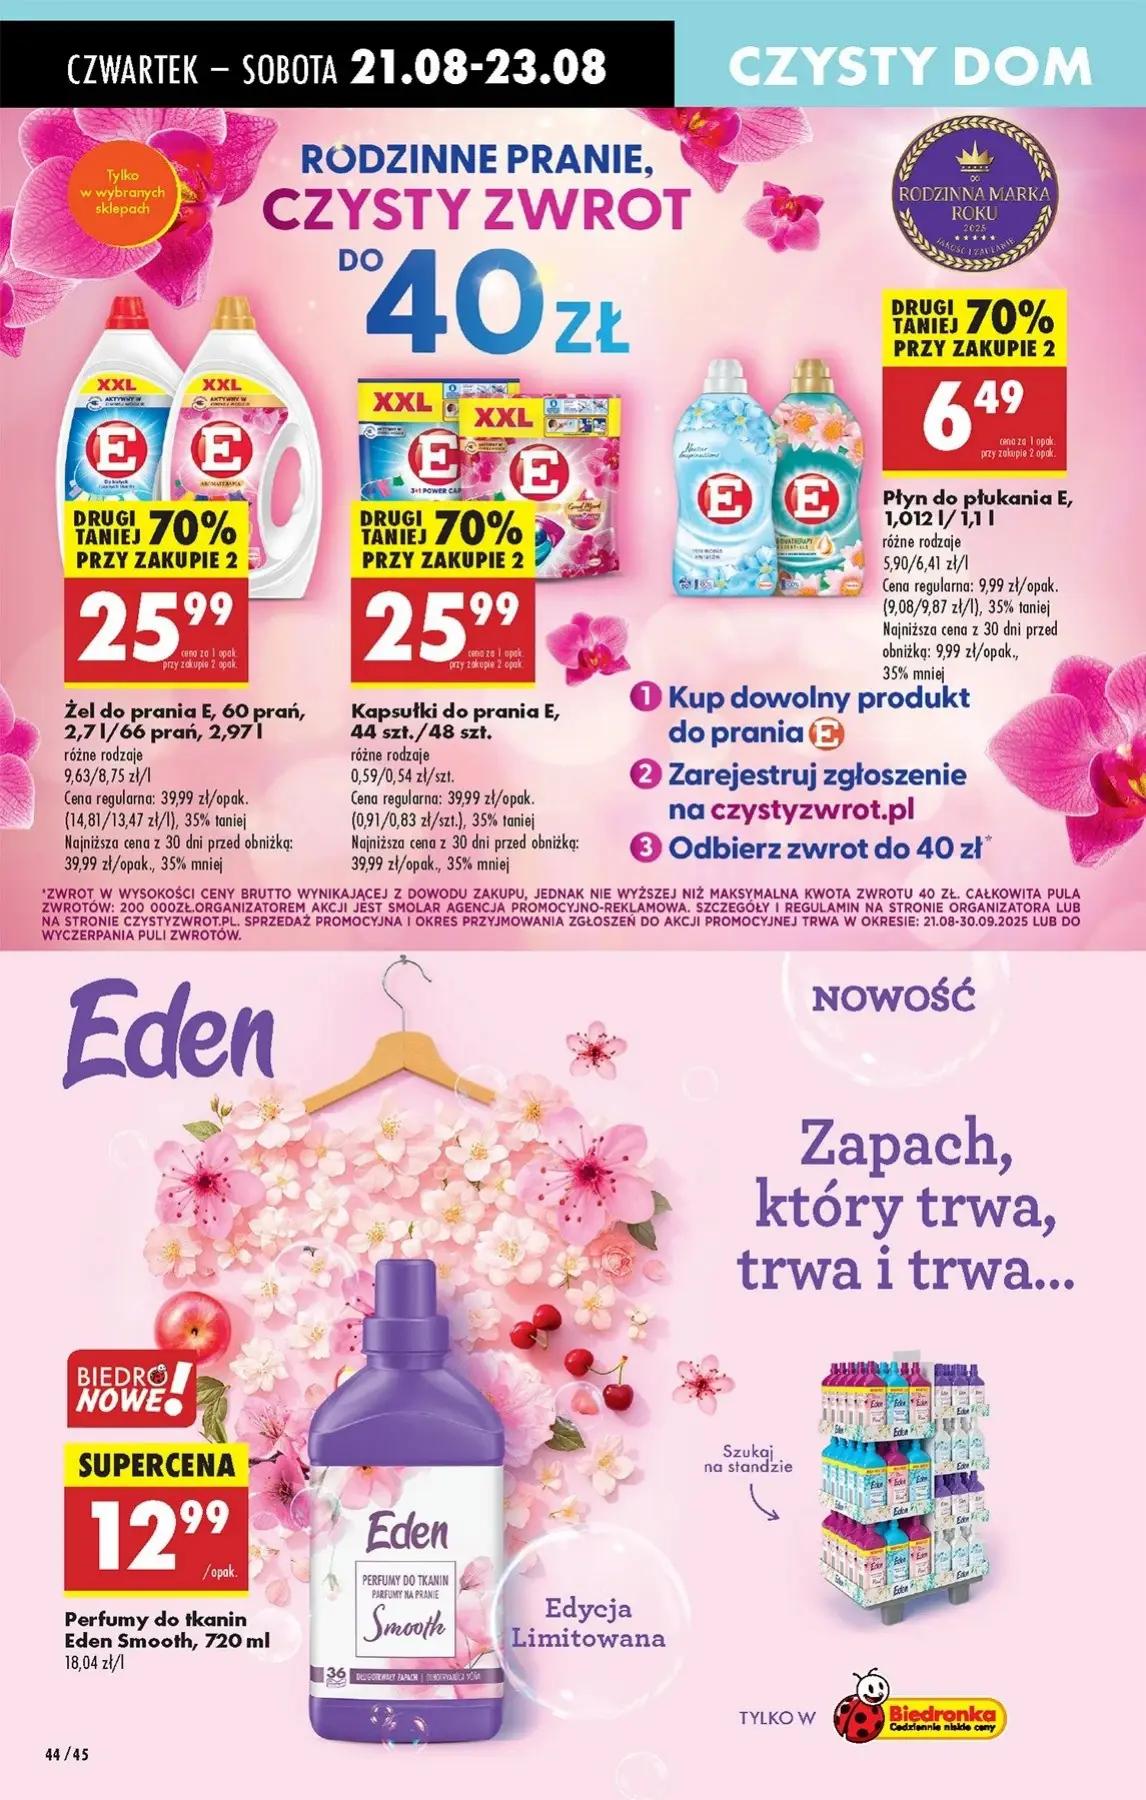 CZWARTEK – SOBOTA 21.08-23.08
CZYSTY DOM
Tylko
w wybranych
sklepach
RODZINNE PRANIE,
CZYSTY ZWROT
DO 40 ZŁ
RODZINNA MARKA
ROKU
2025
JAKOŚĆ I ZAUFANIE
DRUGI
TANIEJ 70%
PRZY ZAKUPIE 2
6 49
cena za 1 opak.
przy zakupie 2 opak.
Płyn do płukania E,
1,012 l/ 1,1 l
różne rodzaje
5,90/6,41 zł/l
Cena regularna: 9,99 zł/opak.
(9,08/9,87 zł/l), 35% taniej
Najniższa cena z 30 dni przed
obniżką: 9,99 zł/opak.,
35% mniej
XXL
XXL
E
E
AROMATERAPIA
DRUGI
TANIEJ 70%
PRZY ZAKUPIE 2
25 99
cena za 1 opak.
przy zakupie 2 opak.
Żel do prania E, 60 prań,
2,7 l/66 prań, 2,97 l
różne rodzaje
9,63/8,75 zł/l
Cena regularna: 39,99 zł/opak.
(14,81/13,47 zł/l), 35% taniej
Najniższa cena z 30 dni przed obniżką:
39,99 zł/opak., 35% mniej
XXL
XXL
E
E
3+1 POWER CAPS
DRUGI
TANIEJ 70%
PRZY ZAKUPIE 2
25 99
cena za 1 opak.
przy zakupie 2 opak.
Kapsułki do prania E,
44 szt./48 szt.
różne rodzaje
0,59/0,54 zł/szt.
Cena regularna: 39,99 zł/opak.
(0,91/0,83 zł/szt.), 35% taniej
Najniższa cena z 30 dni przed obniżką:
39,99 zł/opak., 35% mniej
E
E
1 Kup dowolny produkt
do prania E
2 Zarejestruj zgłoszenie
na czystyzwrot.pl
3 Odbierz zwrot do 40 zł*
*ZWROT W WYSOKOŚCI CENY BRUTTO WYNIKAJĄCEJ Z DOWODU ZAKUPU, JEDNAK NIE WYŻSZEJ NIŻ MAKSYMALNA KWOTA ZWROTU 40 ZŁ. CAŁKOWITA PULA
ZWROTÓW: 200 000ZŁ.ORGANIZATOREM AKCJI JEST SMOLAR AGENCJA PROMOCYJNO-REKLAMOWA. SZCZEGÓŁY I REGULAMIN NA STRONIE ORGANIZATORA LUB
NA STRONIE CZYSTYZWROT.PL. SPRZEDAŻ PROMOCYJNA I OKRES PRZYJMOWANIA ZGŁOSZEŃ DO AKCJI PROMOCYJNEJ TRWA W OKRESIE: 21.08-30.09.2025 LUB DO
WYCZERPANIA PULI ZWROTÓW.
Eden
NOWOŚĆ
Zapach,
który trwa,
trwa i trwa...
BIEDRO
NOWE!
SUPERCENA
12 99
/opak.
Perfumy do tkanin
Eden Smooth, 720 ml
18,04 zł/l
Eden
PERFUMY DO TKANIN
PARFUMY NA PRANIE
Smooth
36
DŁUGOTRWAŁY ZAPACH
Edycja
Limitowana
Szukaj
na standzie
Eden
TYLKO W
Biedronka
Codziennie niskie ceny
44 / 45